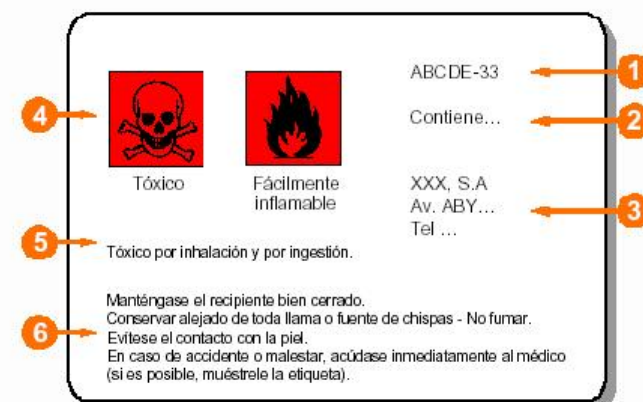 ABCDE-33
1
Contiene...
2
4
Tóxico
Fácilmente
inflamable
XXX, S.A
Av. ABY...
Tel ...
3
5
Tóxico por inhalación y por ingestión.
6
Manténgase el recipiente bien cerrado.
Conservar alejado de toda llama o fuente de chispas - No fumar.
Evítese el contacto con la piel.
En caso de accidente o malestar, acúdase inmediatamente al médico
(si es posible, muéstrele la etiqueta).